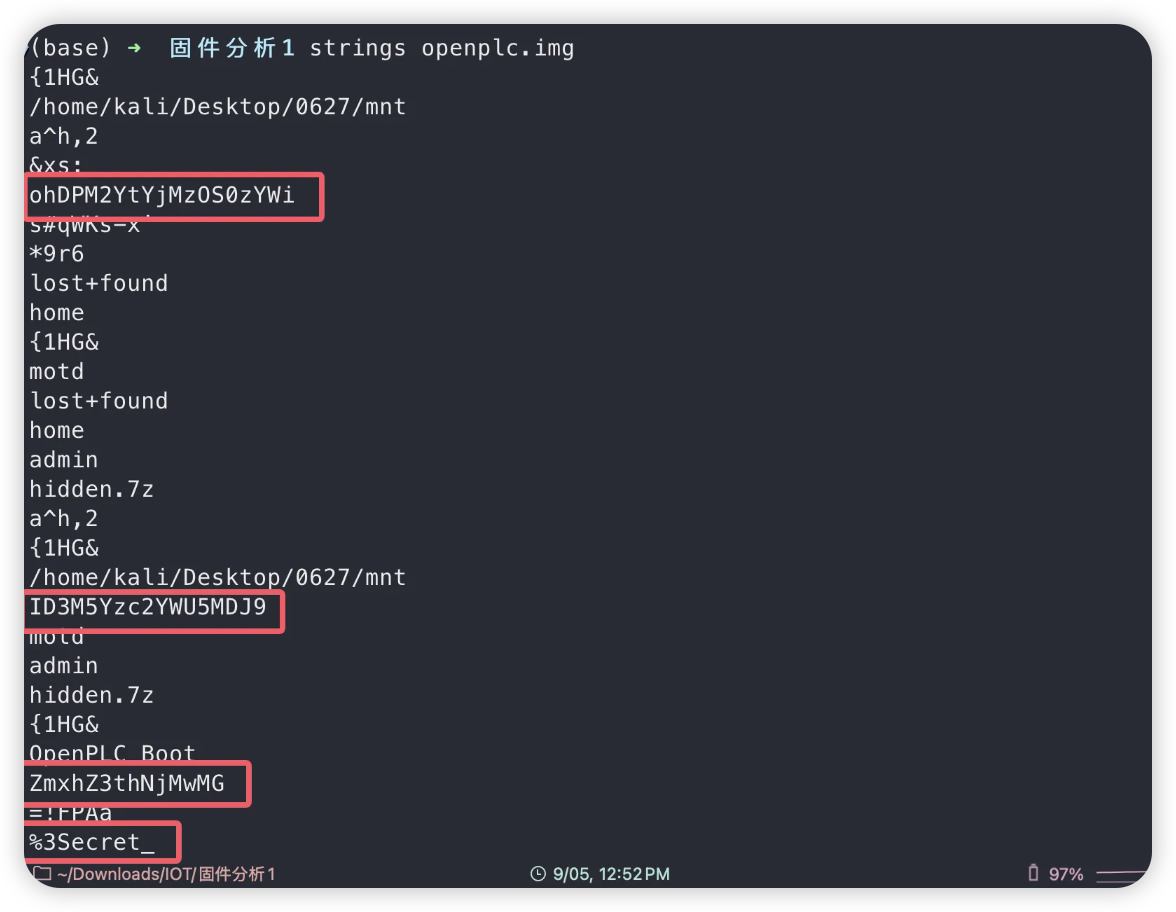 (base) ➜ 固件分析1 strings openplc.img
{1HG&
/home/kali/Desktop/0627/mnt
a^h,2
&xs:
ohDPM2YtYjMzOS0zYWi
s#qWKs-x'
*9r6
lost+found
home
{1HG&
motd
lost+found
home
admin
hidden.7z
a^h,2
{1HG&
/home/kali/Desktop/0627/mnt
ID3M5Yzc2YWU5MDJ9
motd
admin
hidden.7z
{1HG&
OpenPLC Boot
ZmxhZ3thNjMwMG
=!FPAa
%3Secret_
~/Downloads/IOT/固件分析1 9/05, 12:52PM 97%